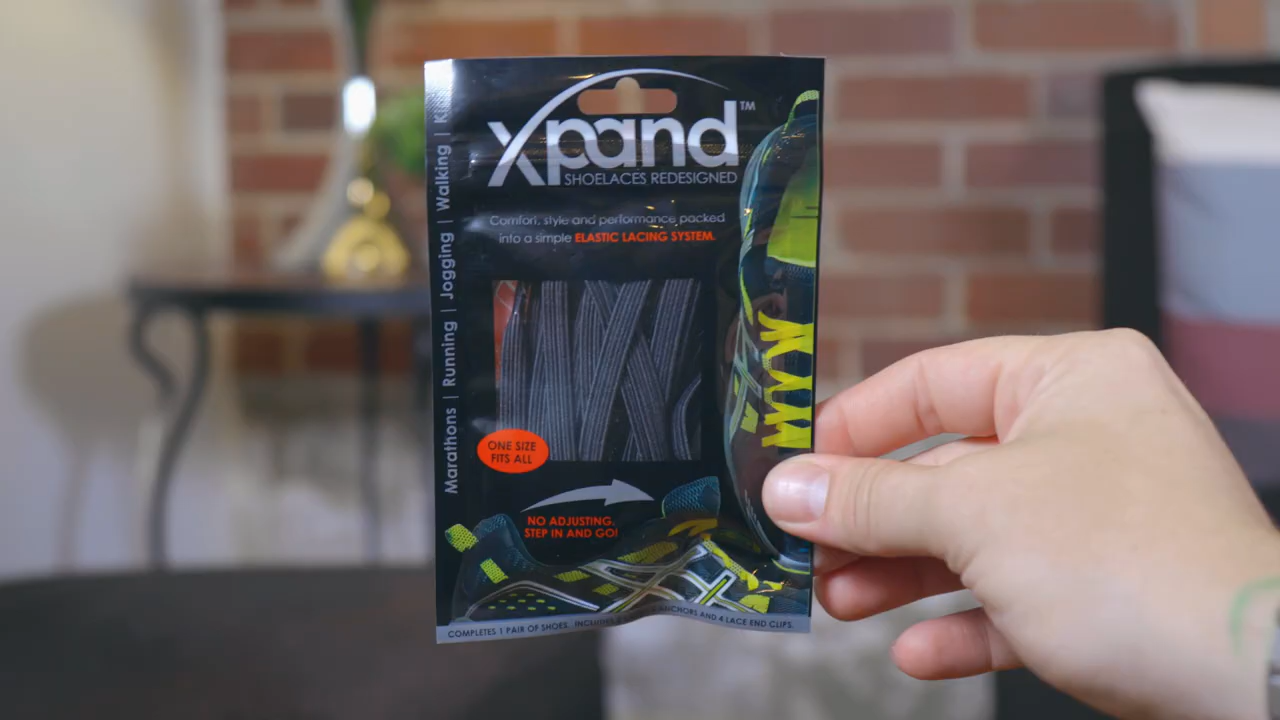 xpand™
SHOELACES REDESIGNED
Comfort, style and performance packed
into a simple ELASTIC LACING SYSTEM.
Marathons | Running | Jogging | Walking |
ONE SIZE
FITS ALL
NO ADJUSTING,
STEP IN AND GO!
COMPLETES 1 PAIR OF SHOES. INCLUDES ANCHORS AND 4 LACE END CLIPS.